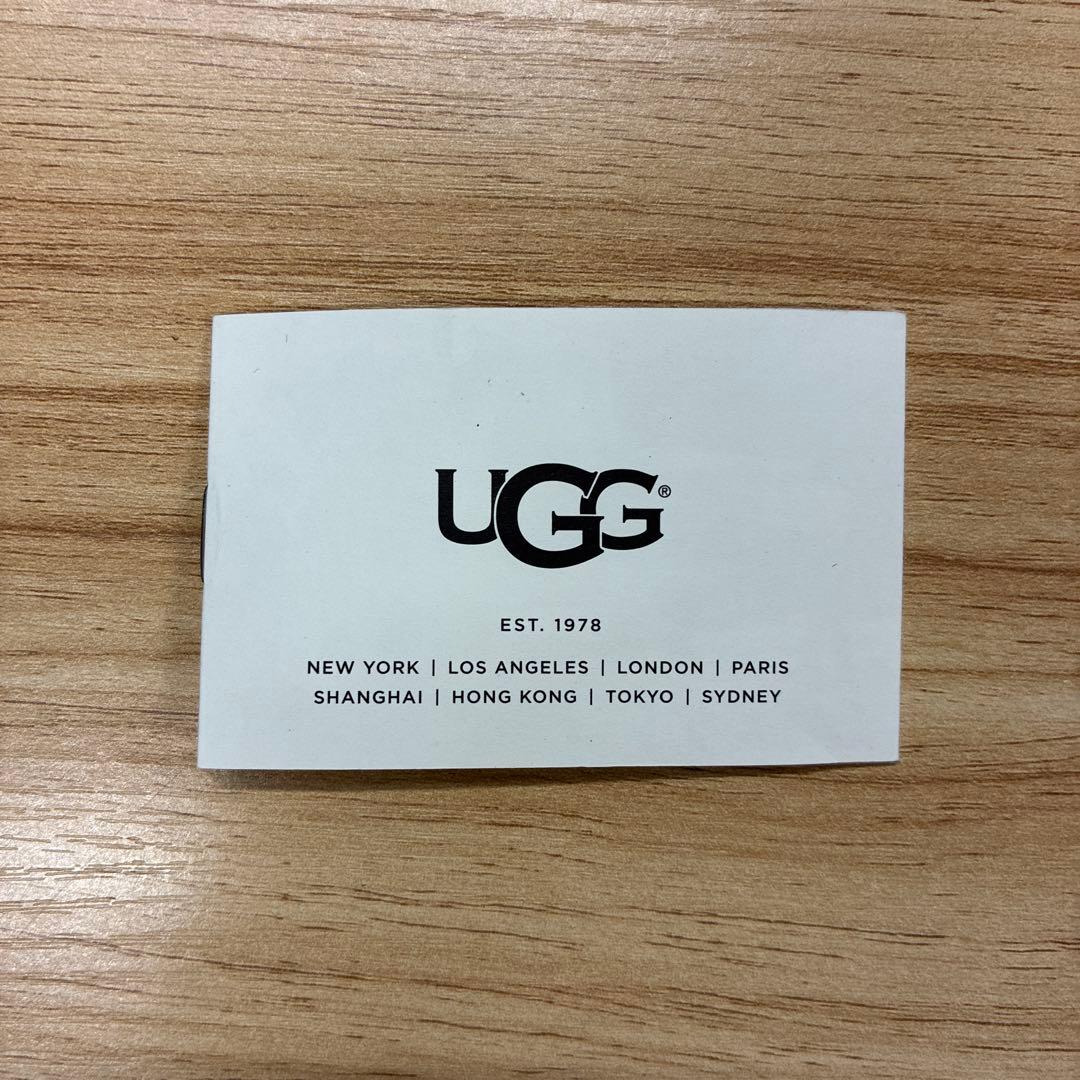 UGG®
EST. 1978
NEW YORK | LOS ANGELES | LONDON | PARIS
SHANGHAI | HONG KONG | TOKYO | SYDNEY